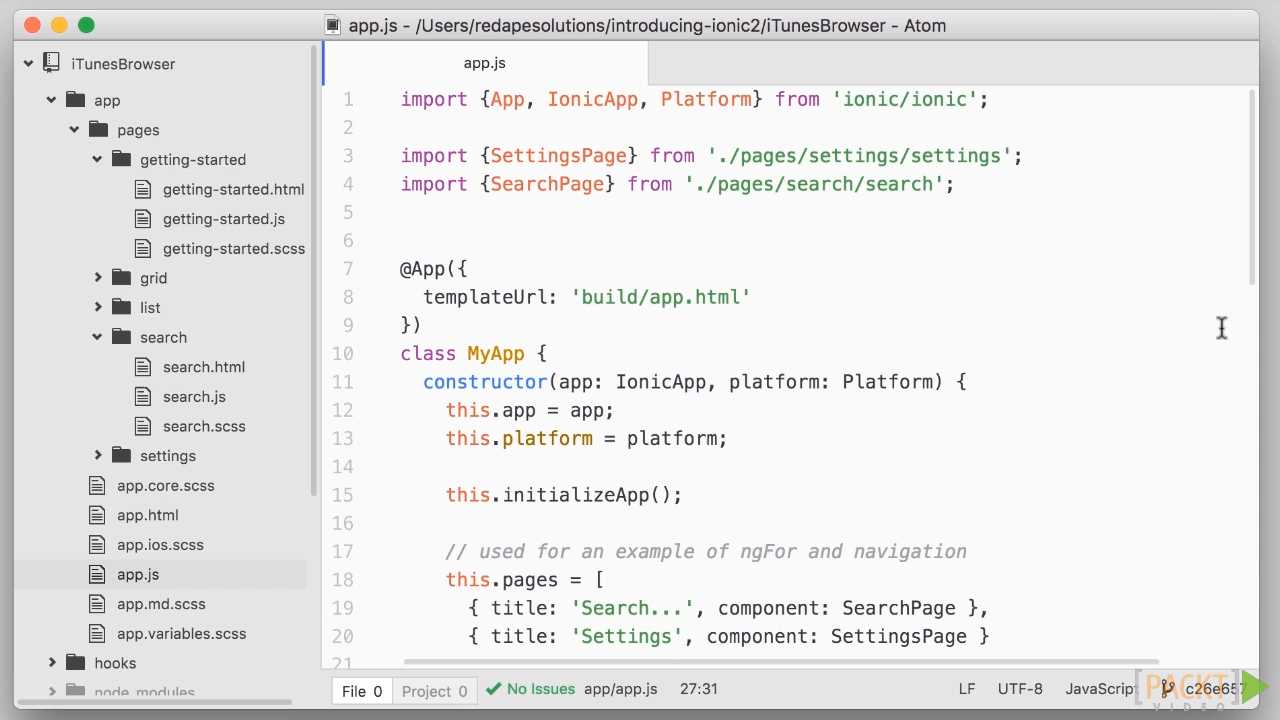 app.js - /Users/redapesolutions/introducing-ionic2/iTunesBrowser - Atom
iTunesBrowser
app
pages
getting-started
getting-started.html
getting-started.js
getting-started.scss
grid
list
search
search.html
search.js
search.scss
settings
app.core.scss
app.html
app.ios.scss
app.js
app.md.scss
app.variables.scss
hooks
node_modules
app.js
1 import {App, IonicApp, Platform} from 'ionic/ionic';
2
3 import {SettingsPage} from './pages/settings/settings';
4 import {SearchPage} from './pages/search/search';
5
6
7 @App({
8 templateUrl: 'build/app.html'
9 })
10 class MyApp {
11 constructor(app: IonicApp, platform: Platform) {
12 this.app = app;
13 this.platform = platform;
14
15 this.initializeApp();
16
17 // used for an example of ngFor and navigation
18 this.pages = [
19 { title: 'Search...', component: SearchPage },
20 { title: 'Settings', component: SettingsPage }
21
File 0 Project 0 No Issues app/app.js 27:31 LF UTF-8 JavaScript c26e657
[PACKT]
VIDEO